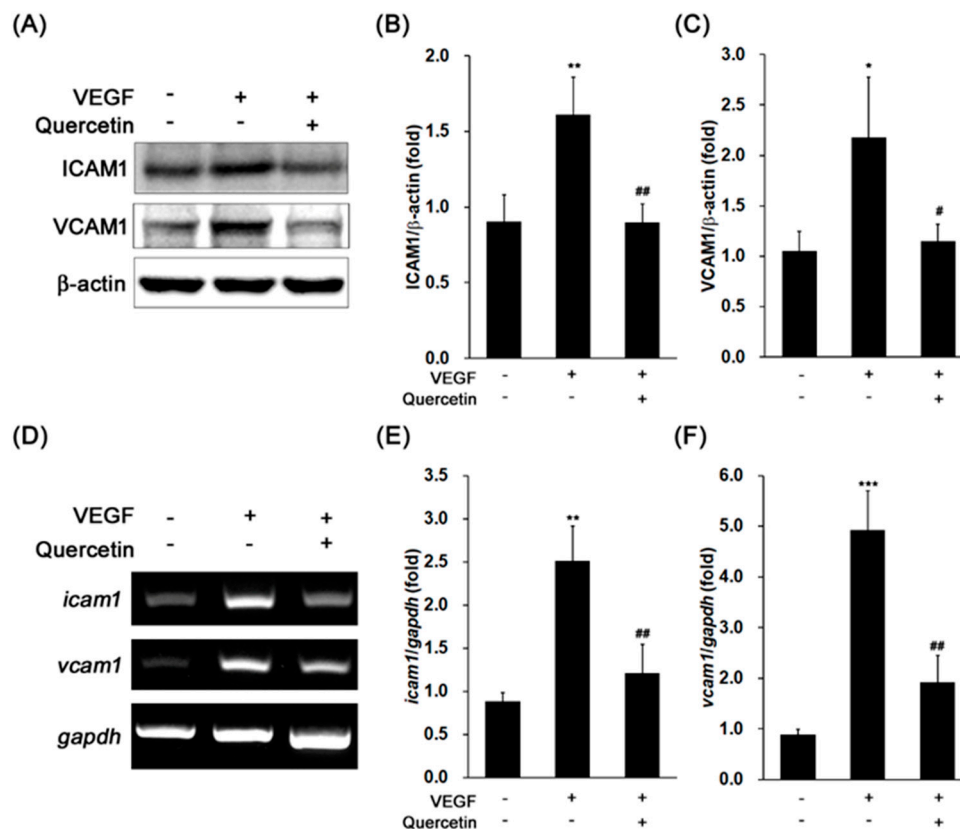 (A)
VEGF - + +
Quercetin - - +
ICAM1
VCAM1
β-actin
(B)
ICAM1/β-actin (fold)
2.0
1.5
1.0
0.5
0.0
**
##
VEGF - + +
Quercetin - - +
(C)
VCAM1/β-actin (fold)
3.0
2.5
2.0
1.5
1.0
0.5
0.0
*
#
- + +
- - +
(D)
VEGF - + +
Quercetin - - +
icam1
vcam1
gapdh
(E)
icam1/gapdh (fold)
3.5
3.0
2.5
2.0
1.5
1.0
0.5
0.0
**
##
VEGF - + +
Quercetin - - +
(F)
vcam1/gapdh (fold)
6.0
5.0
4.0
2.0
1.0
0.0
***
##
- + +
- - +